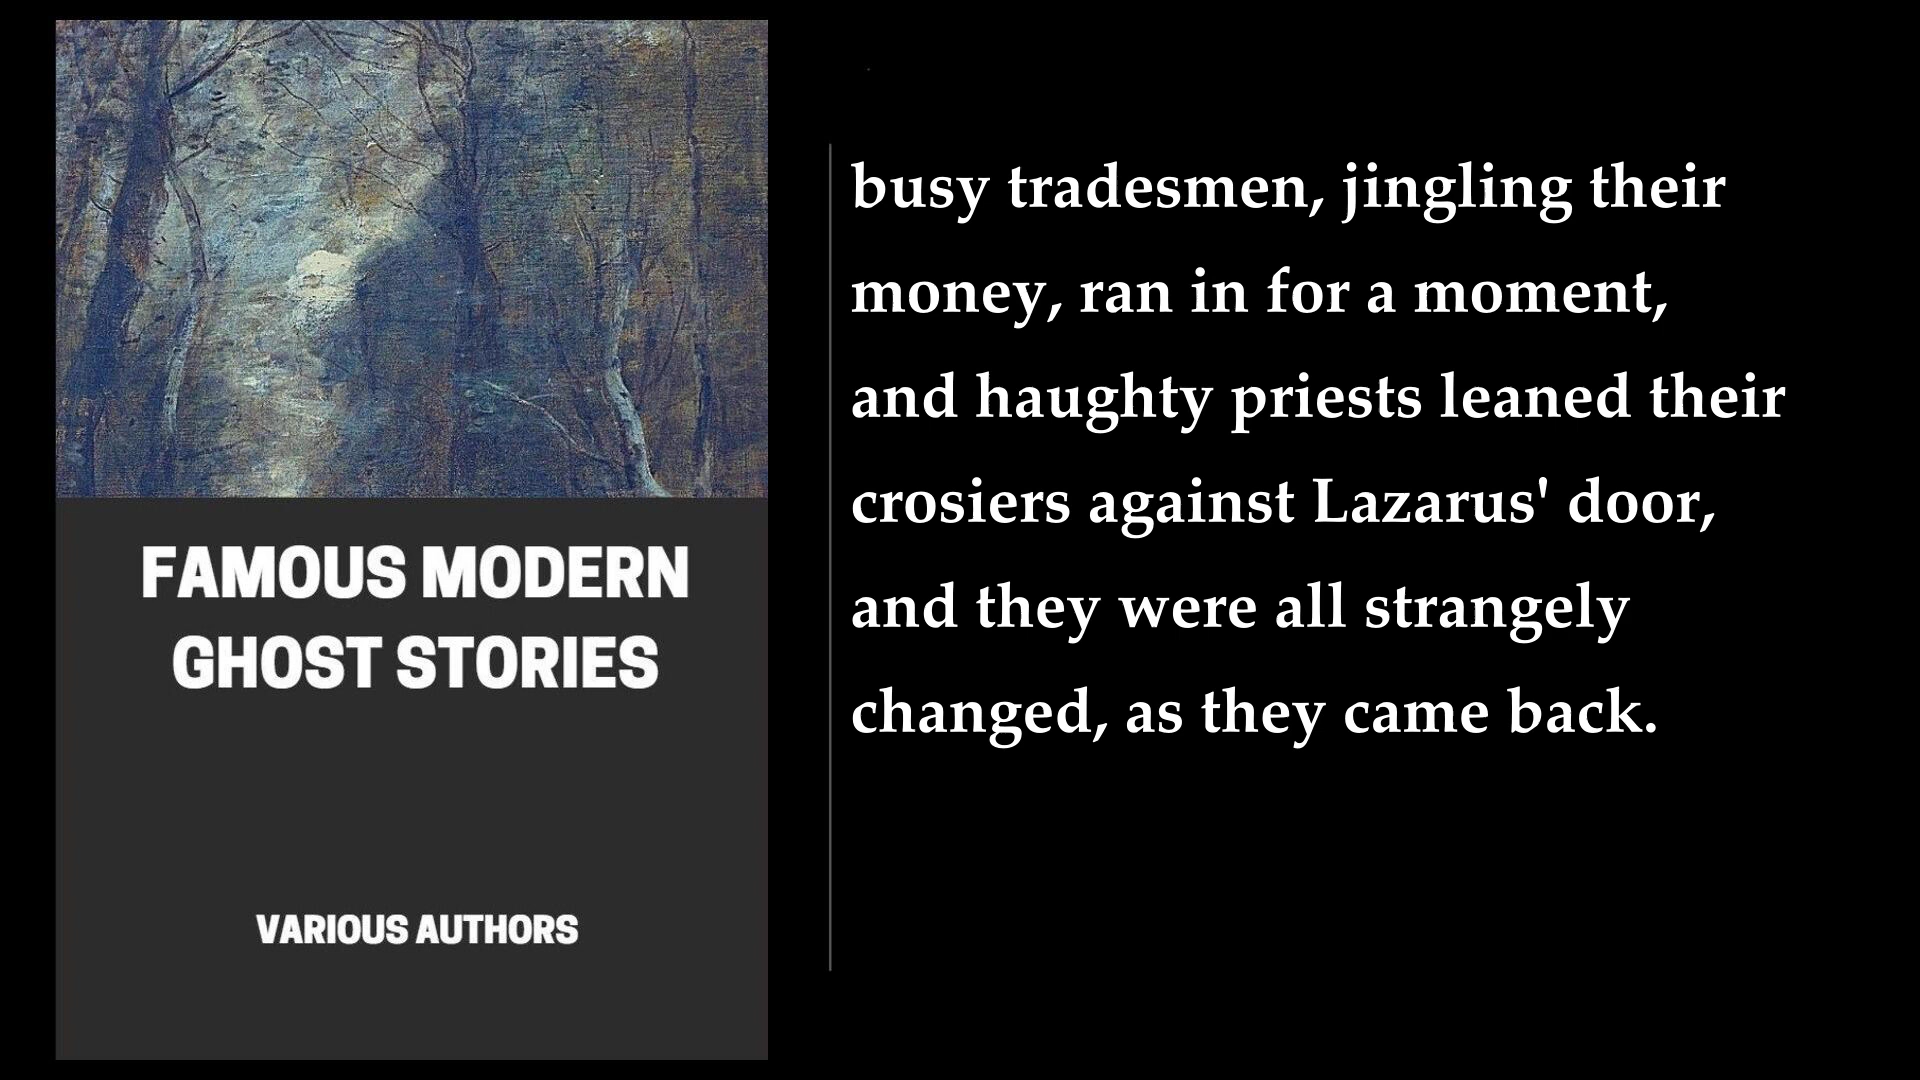 FAMOUS MODERN
GHOST STORIES
VARIOUS AUTHORS
busy tradesmen, jingling their
money, ran in for a moment,
and haughty priests leaned their
crosiers against Lazarus' door,
and they were all strangely
changed, as they came back.